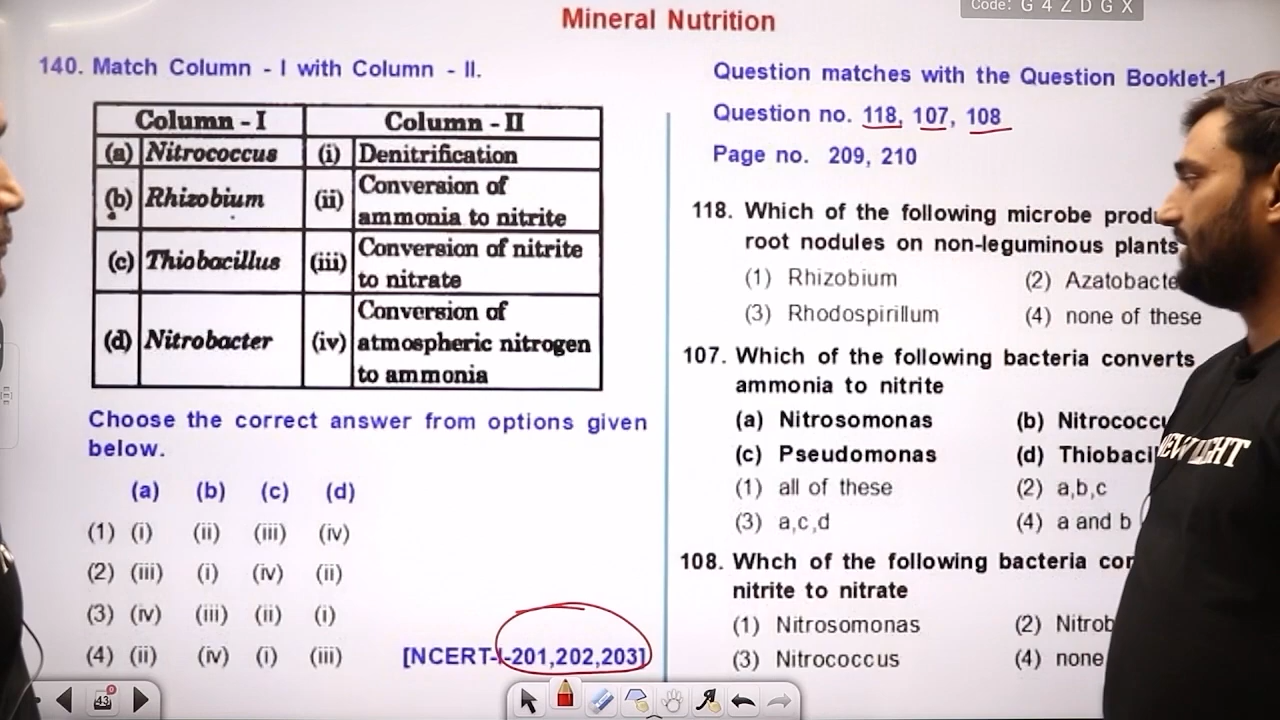 Code: G 4 Z D G X
Mineral Nutrition
140. Match Column - I with Column - II.
Column - I Column - II
(a) Nitrococcus (i) Denitrification
(b) Rhizobium (ii) Conversion of
ammonia to nitrite
(c) Thiobacillus (iii) Conversion of nitrite
to nitrate
(d) Nitrobacter (iv) Conversion of
atmospheric nitrogen
to ammonia
Choose the correct answer from options given
below.
(a) (b) (c) (d)
(1) (i) (ii) (iii) (iv)
(2) (iii) (i) (iv) (ii)
(3) (iv) (iii) (ii) (i)
(4) (ii) (iv) (i) (iii)
[NCERT-I-201,202,203]
Question matches with the Question Booklet-1
Question no. 118, 107, 108
Page no. 209, 210
118. Which of the following microbe
root nodules on non-leguminous plants
(1) Rhizobium (2)
(3) Rhodospirillum (4) none of these
107. Which of the following bacteria converts
ammonia to nitrite
(a) Nitrosomonas (b)
(c) Pseudomonas (d)
(1) all of these (2) a,b,c
(3) a,c,d (4) a and b
108. Whch of the following bacteria
nitrite to nitrate
(1) Nitrosomonas (2)
(3) Nitrococcus (4) none
43